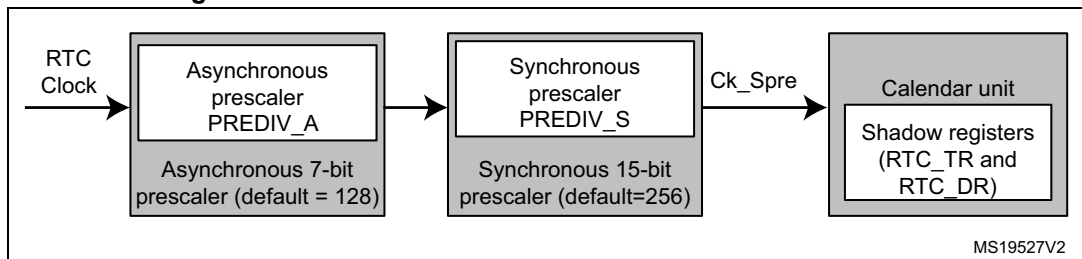 RTC
Clock
Asynchronous
prescaler
PREDIV_A
Asynchronous 7-bit
prescaler (default = 128)
Synchronous
prescaler
PREDIV_S
Synchronous 15-bit
prescaler (default=256)
Ck_Spre
Calendar unit
Shadow registers
(RTC_TR and
RTC_DR)
MS19527V2